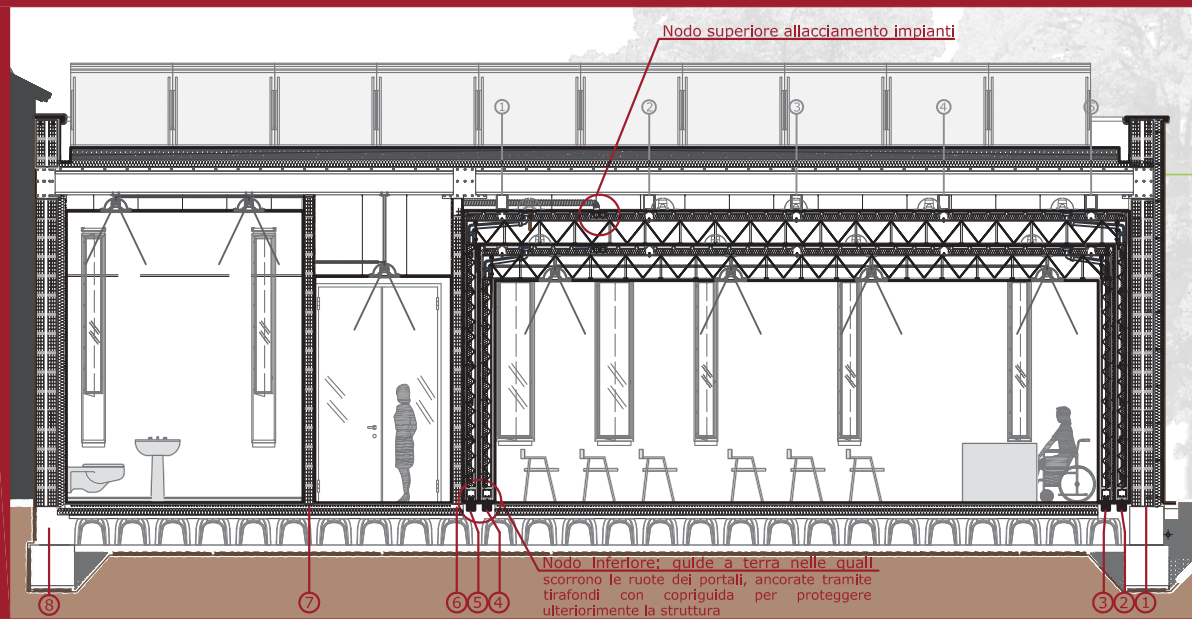 Nodo superiore allacciamento impianti
1 2 3 4 5
Nodo Inferiore; guide a terra nelle quali
scorrono le ruote dei portali, ancorate tramite
tirafondi con copriguida per proteggere
ulteriorimente la struttura
8 7 6 5 4 3 2 1